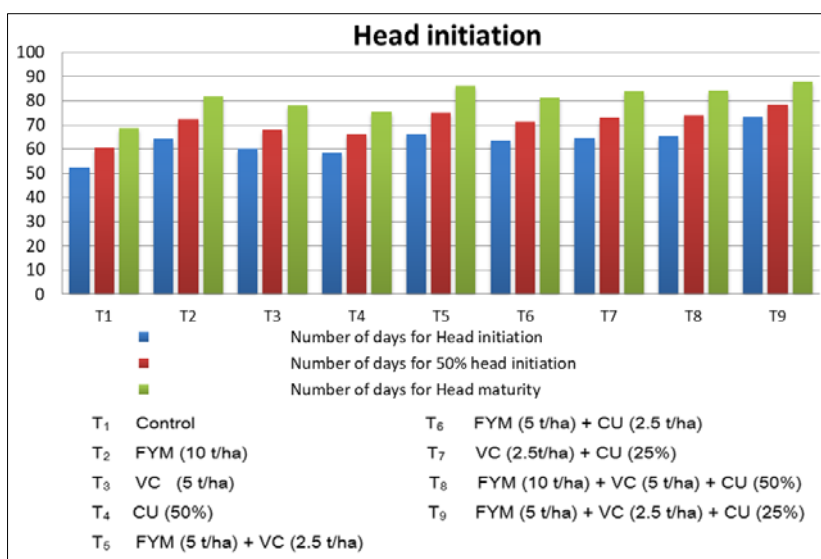 Head initiation
100
90
80
70
60
50
40
30
20
10
0
T1 T2 T3 T4 T5 T6 T7 T8 T9
Number of days for Head initiation
Number of days for 50% head initiation
Number of days for Head maturity
T₁ Control
T₂ FYM (10 t/ha)
T₃ VC (5 t/ha)
T₄ CU (50%)
T₅ FYM (5 t/ha) + VC (2.5 t/ha)
T₆ FYM (5 t/ha) + CU (2.5 t/ha)
T₇ VC (2.5t/ha) + CU (25%)
T₈ FYM (10 t/ha) + VC (5 t/ha) + CU (50%)
T₉ FYM (5 t/ha) + VC (2.5 t/ha) + CU (25%)